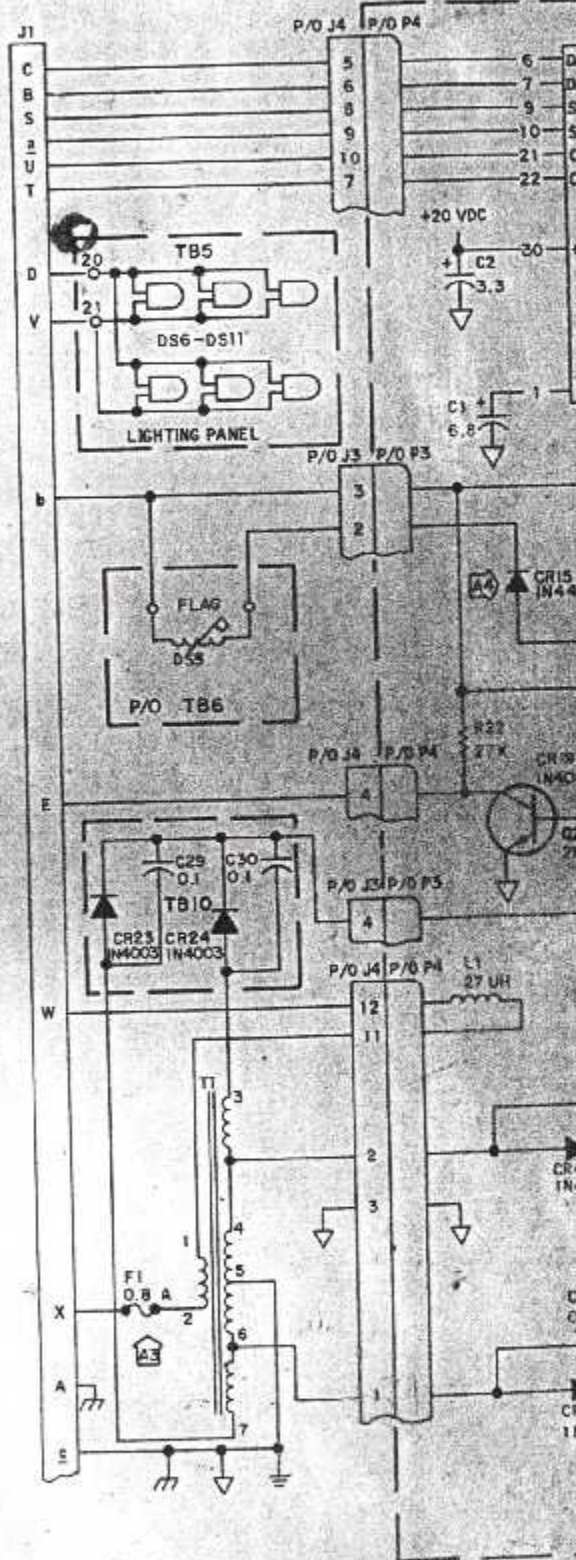 P/O J4 P/O P4
J1
C 5 6 D
B 6 7 D
S 8 9 S
a 9 10 S
U 10 21
T 7 22
+20 VDC
20 TB5
D
30
+ C2
3.3
21
V
DS6-DS11
C1 +
6.8
1
LIGHTING PANEL
P/O J3 P/O P3
b 3
2
A4 CR15
1N44
FLAG
DS5
P/O TB6
R22
27K
P/O J4 P/O P4
4
E
C29
0.1
C30
0.1
TB10
CR23
IN4003
CR24
IN4003
P/O J3 P/O P3
4
P/O J4 P/O P4
L1
27 UH
W 12
11
T1
3
2
3
4
1
5
F1
0.8 A
X 2
6
A3
A
1
7